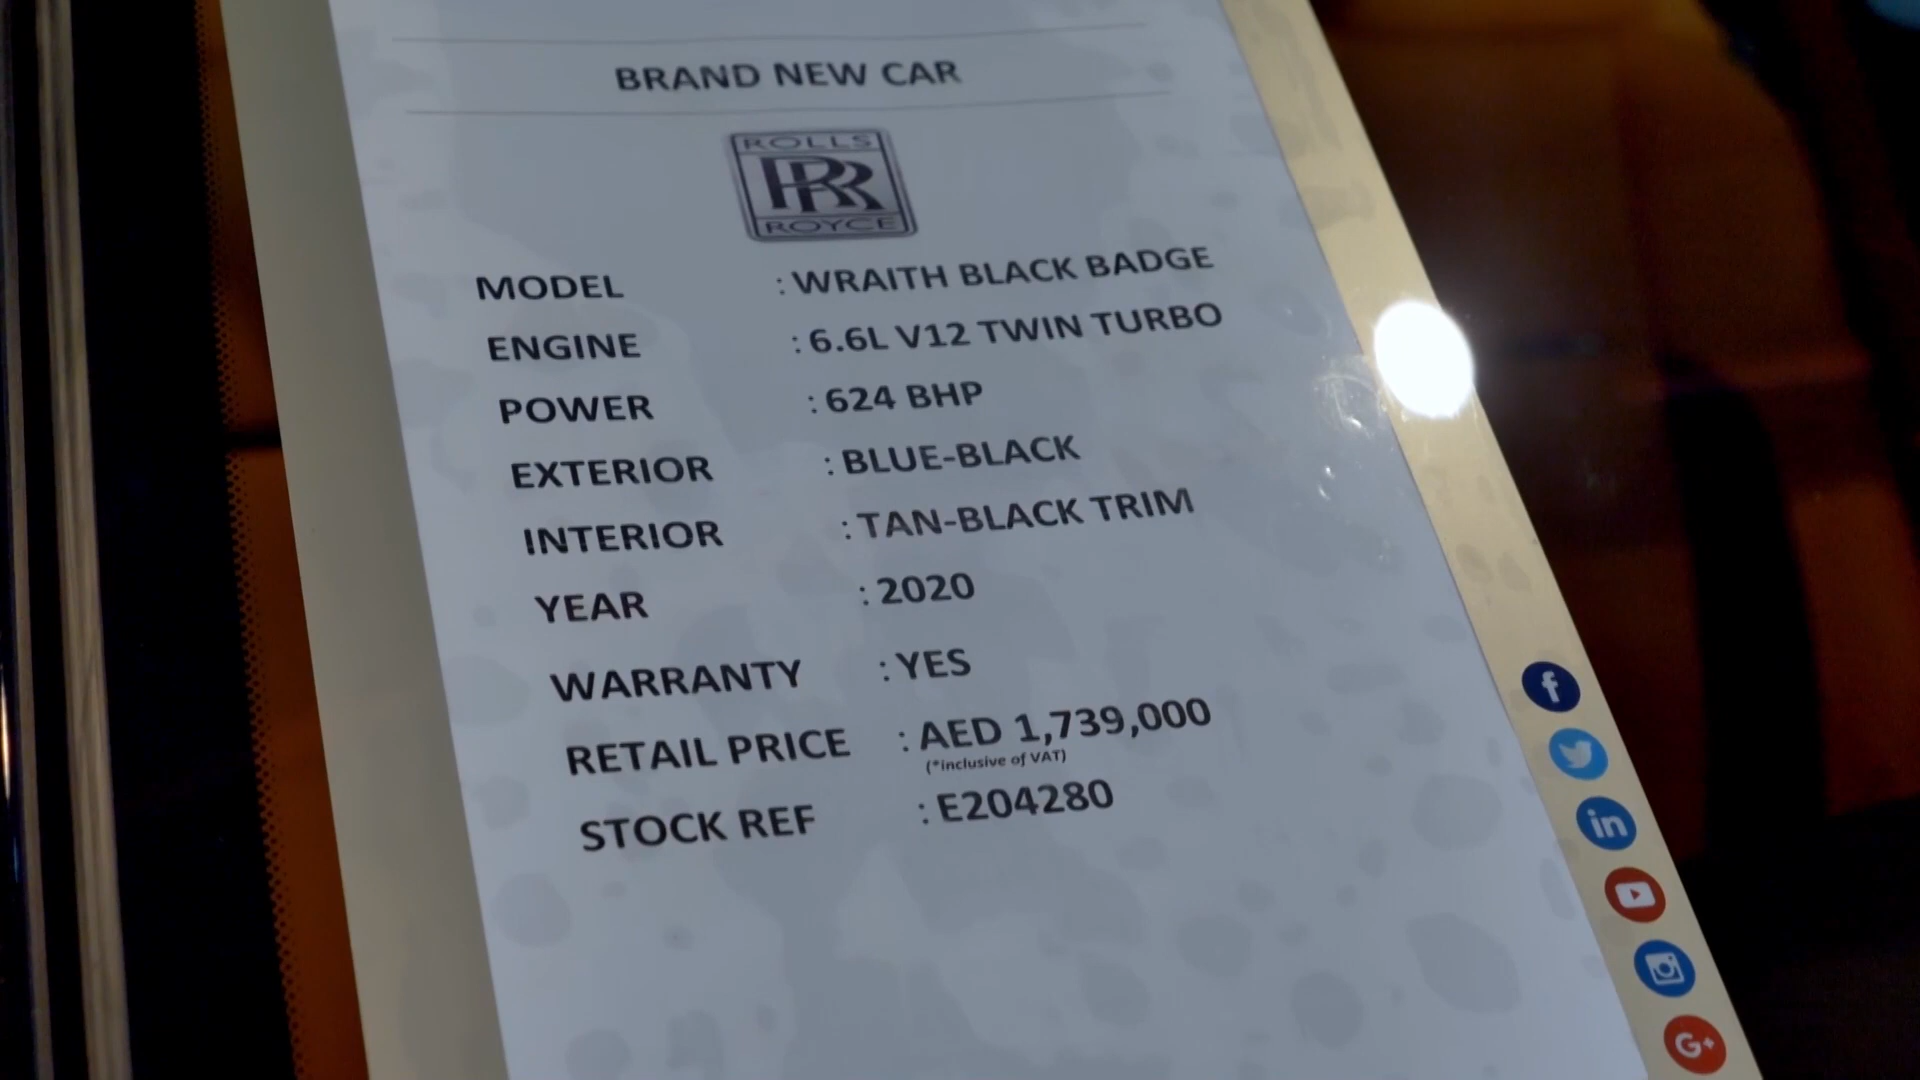 BRAND NEW CAR
ROLLS
RR
ROYCE
MODEL : WRAITH BLACK BADGE
ENGINE : 6.6L V12 TWIN TURBO
POWER : 624 BHP
EXTERIOR : BLUE-BLACK
INTERIOR : TAN-BLACK TRIM
YEAR : 2020
WARRANTY : YES
RETAIL PRICE : AED 1,739,000
(*inclusive of VAT)
STOCK REF : E204280
f
in
G+